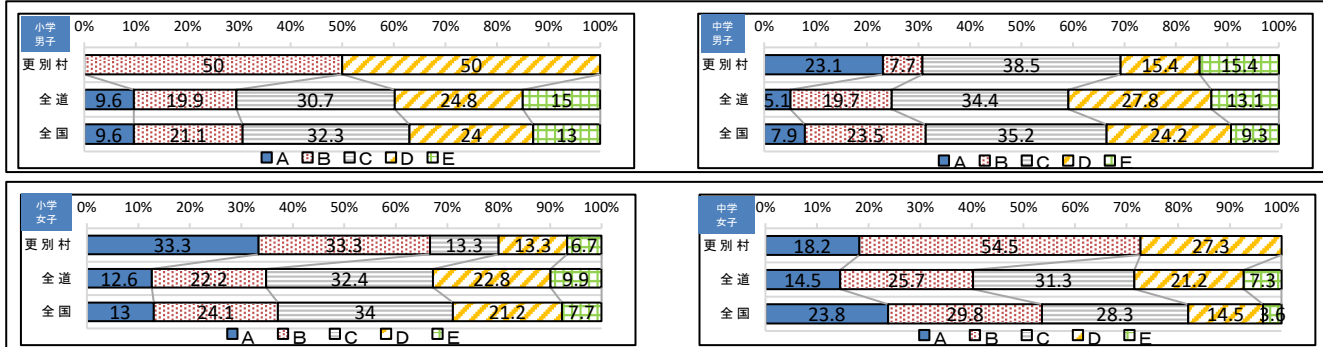 小学
男子
0% 10% 20% 30% 40% 50% 60% 70% 80% 90% 100%
更別村 50 50
全道 9.6 19.9 30.7 24.8 15
全国 9.6 21.1 32.3 24 13
A B C D E
中学
男子
0% 10% 20% 30% 40% 50% 60% 70% 80% 90% 100%
更別村 23.1 7.7 38.5 15.4 15.4
全道 5.1 19.7 34.4 27.8 13.1
全国 7.9 23.5 35.2 24.2 9.3
A B C D E
小学
女子
0% 10% 20% 30% 40% 50% 60% 70% 80% 90% 100%
更別村 33.3 33.3 13.3 13.3 6.7
全道 12.6 22.2 32.4 22.8 9.9
全国 13 24.1 34 21.2 7.7
A B C D E
中学
女子
0% 10% 20% 30% 40% 50% 60% 70% 80% 90% 100%
更別村 18.2 54.5 27.3
全道 14.5 25.7 31.3 21.2 7.3
全国 23.8 29.8 28.3 14.5 3.6
A B C D E